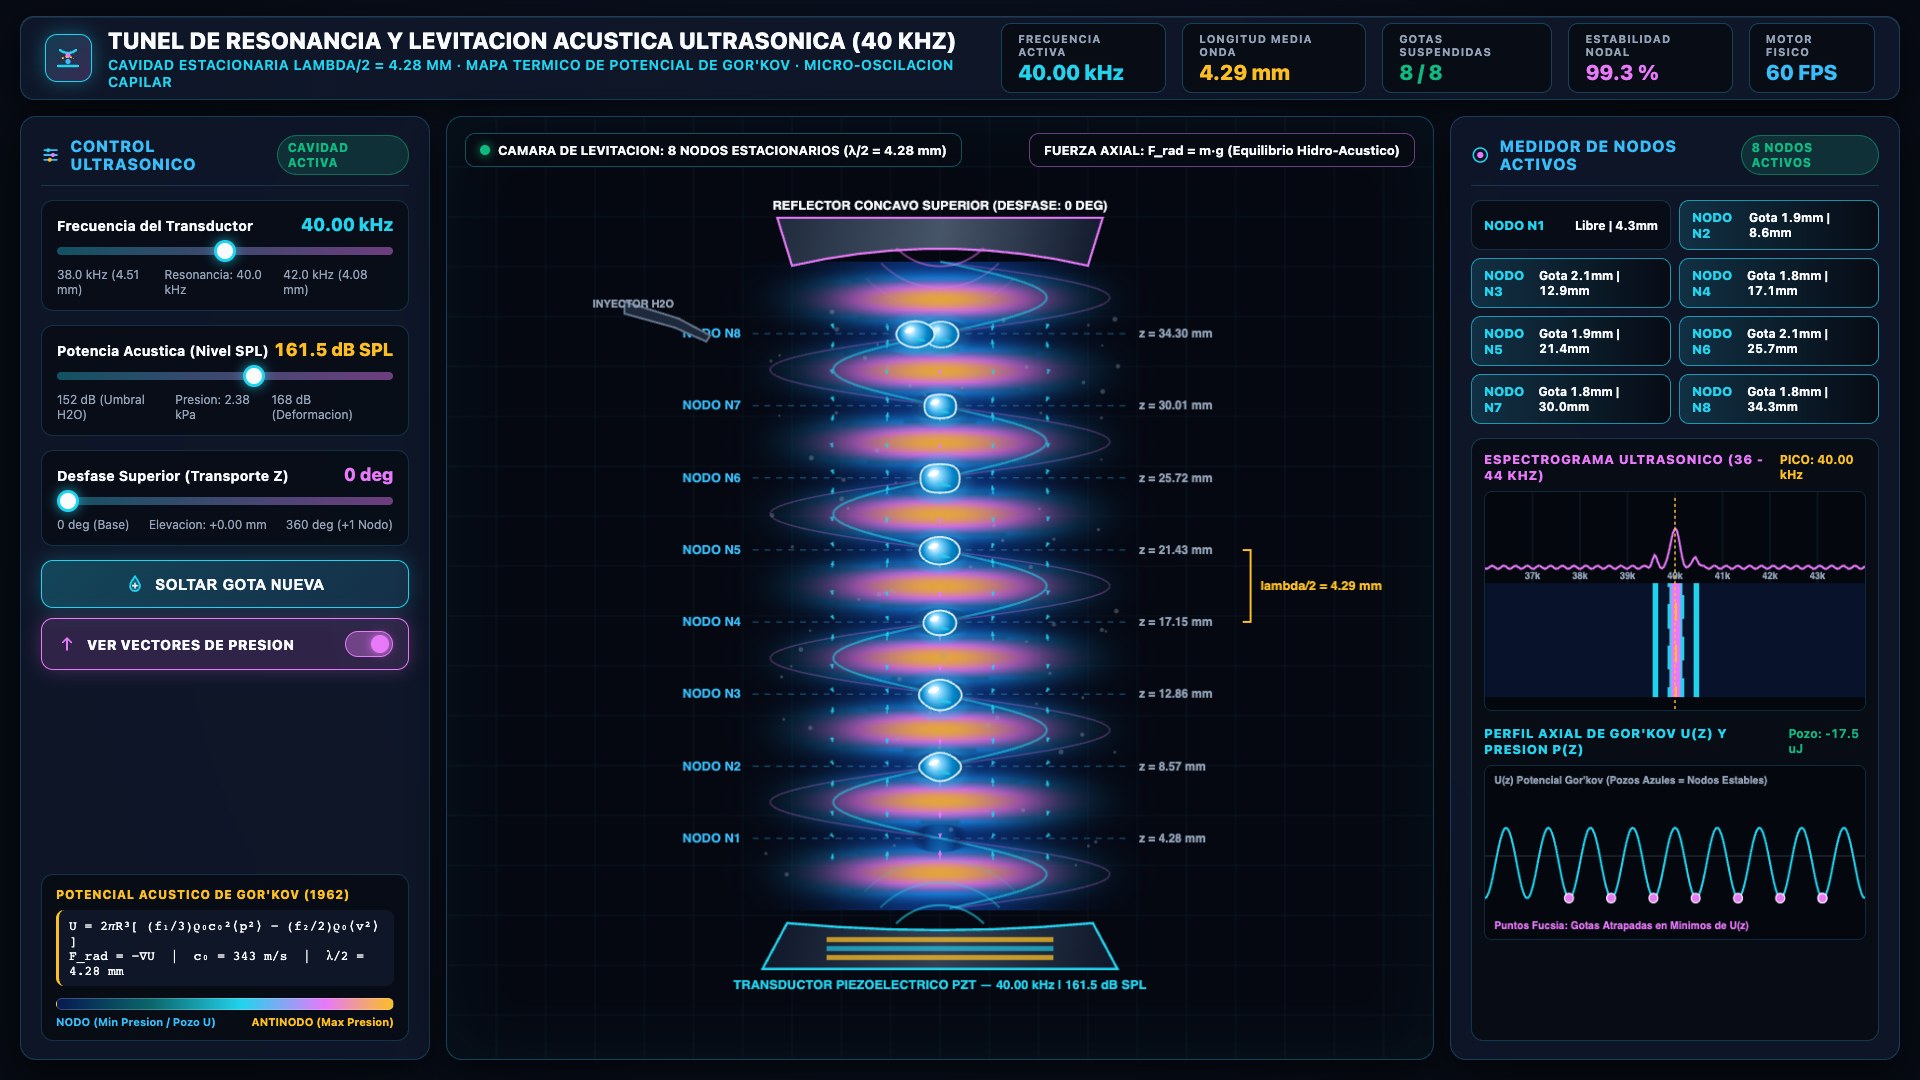 TUNEL DE RESONANCIA Y LEVITACION ACUSTICA ULTRASONICA (40 KHZ)
CAVIDAD ESTACIONARIA LAMBDA/2 = 4.28 MM · MAPA TERMICO DE POTENCIAL DE GOR'KOV · MICRO-OSCILACION
CAPILAR
FRECUENCIA
ACTIVA
40.00 kHz
LONGITUD MEDIA
ONDA
4.29 mm
GOTAS
SUSPENDIDAS
8 / 8
ESTABILIDAD
NODAL
99.3 %
MOTOR
FISICO
60 FPS
CONTROL
ULTRASONICO
CAVIDAD
ACTIVA
Frecuencia del Transductor
40.00 kHz
38.0 kHz (4.51
mm)
Resonancia: 40.0
kHz
42.0 kHz (4.08
mm)
Potencia Acustica (Nivel SPL)
161.5 dB SPL
152 dB (Umbral
H2O)
Presion: 2.38
kPa
168 dB
(Deformacion)
Desfase Superior (Transporte Z)
0 deg
0 deg (Base)
Elevacion: +0.00 mm
360 deg (+1 Nodo)
SOLTAR GOTA NUEVA
VER VECTORES DE PRESION
POTENCIAL ACUSTICO DE GOR'KOV (1962)
U = 2πR³[ (f₁/3)ρ₀c₀²⟨p²⟩ − (f₂/2)ρ₀⟨v²⟩
]
F_rad = −∇U | c₀ = 343 m/s | λ/2 =
4.28 mm
NODO (Min Presion / Pozo U)
ANTINODO (Max Presion)
CAMARA DE LEVITACION: 8 NODOS ESTACIONARIOS (λ/2 = 4.28 mm)
FUERZA AXIAL: F_rad = m·g (Equilibrio Hidro-Acustico)
REFLECTOR CONCAVO SUPERIOR (DESFASE: 0 DEG)
INYECTOR H2O
NODO N8
z = 34.30 mm
NODO N7
z = 30.01 mm
NODO N6
z = 25.72 mm
NODO N5
z = 21.43 mm
lambda/2 = 4.29 mm
NODO N4
z = 17.15 mm
NODO N3
z = 12.86 mm
NODO N2
z = 8.57 mm
NODO N1
z = 4.28 mm
TRANSDUCTOR PIEZOELECTRICO PZT — 40.00 kHz | 161.5 dB SPL
MEDIDOR DE NODOS
ACTIVOS
8 NODOS
ACTIVOS
NODO N1
Libre | 4.3mm
NODO
N2
Gota 1.9mm |
8.6mm
NODO
N3
Gota 2.1mm |
12.9mm
NODO
N4
Gota 1.8mm |
17.1mm
NODO
N5
Gota 1.9mm |
21.4mm
NODO
N6
Gota 2.1mm |
25.7mm
NODO
N7
Gota 1.8mm |
30.0mm
NODO
N8
Gota 1.8mm |
34.3mm
ESPECTROGRAMA ULTRASONICO (36 -
44 KHZ)
PICO: 40.00
kHz
37k
38k
39k
40k
41k
42k
43k
PERFIL AXIAL DE GOR'KOV U(Z) Y
PRESION P(Z)
Pozo: -17.5
uJ
U(z) Potencial Gor'kov (Pozos Azules = Nodos Estables)
Puntos Fucsia: Gotas Atrapadas en Minimos de U(z)